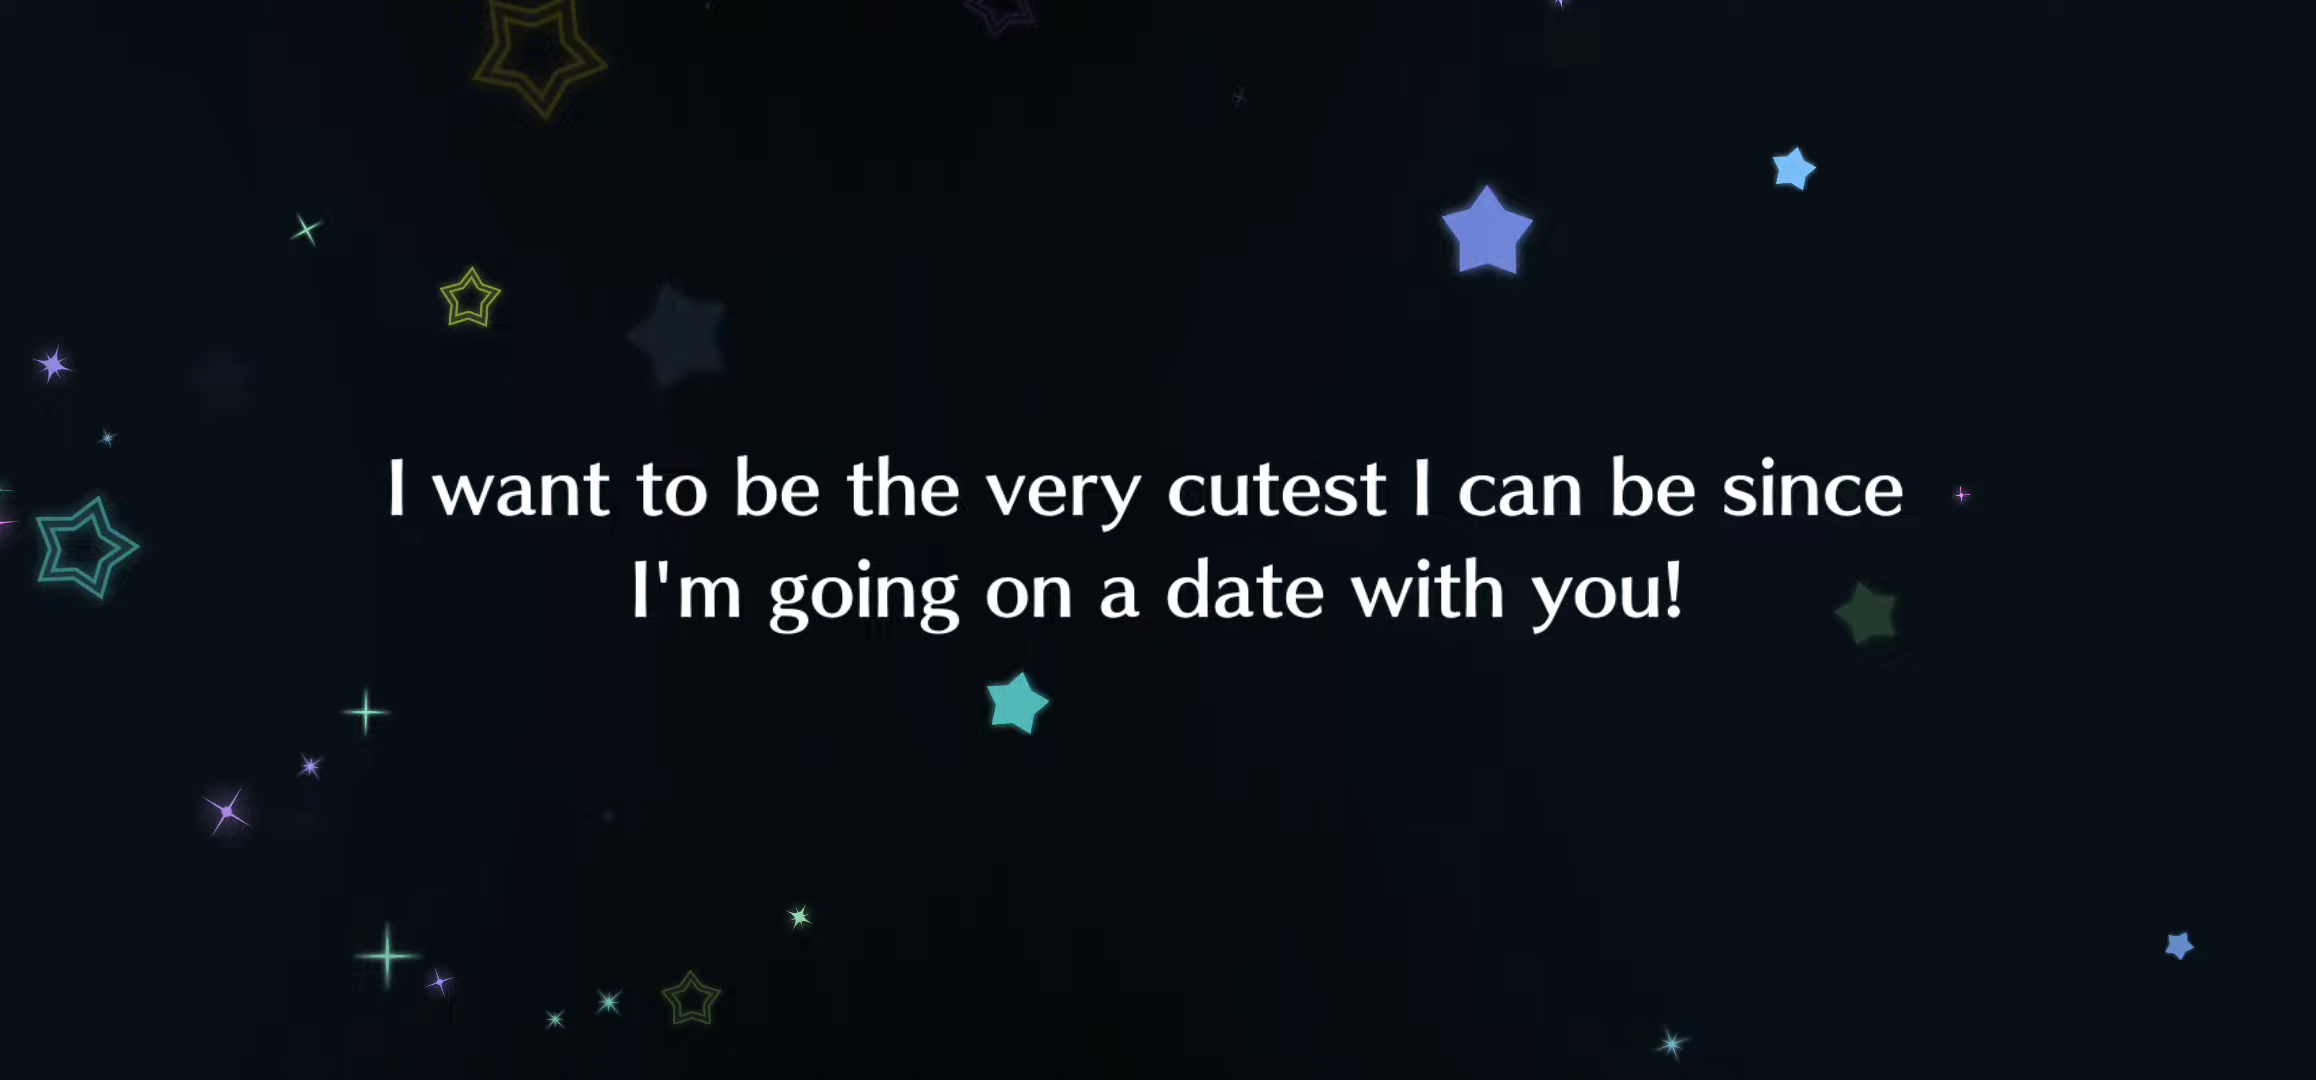 I want to be the very cutest I can be since
I'm going on a date with you!